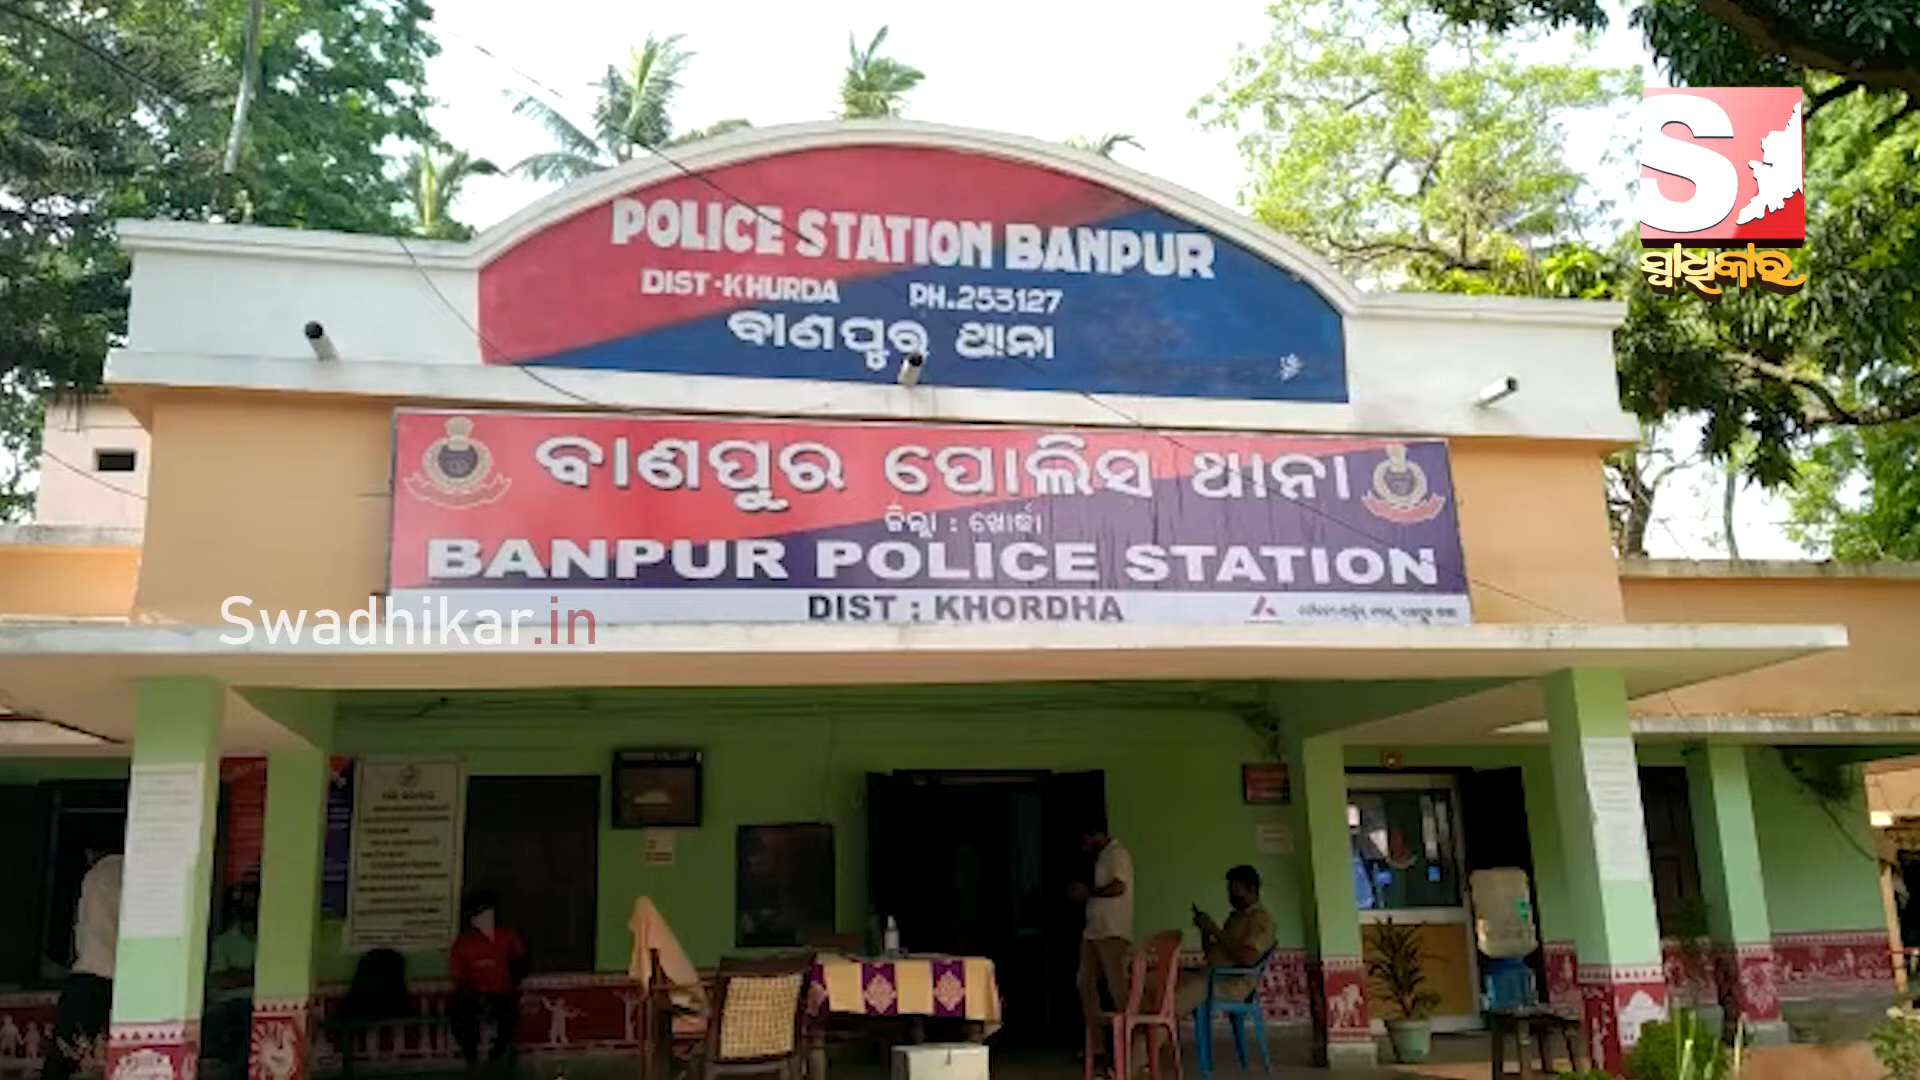 POLICE STATION BANPUR
DIST-KHURDA PH.253127
ବାଣପୁର ଥାନା
ବାଣପୁର ପୋଲିସ ଥାନା
ଜିଲ୍ଲା : ଖୋର୍ଦ୍ଧା
BANPUR POLICE STATION
DIST ; KHORDHA
Swadhikar.in
S
ସ୍ୱାଧିକାର